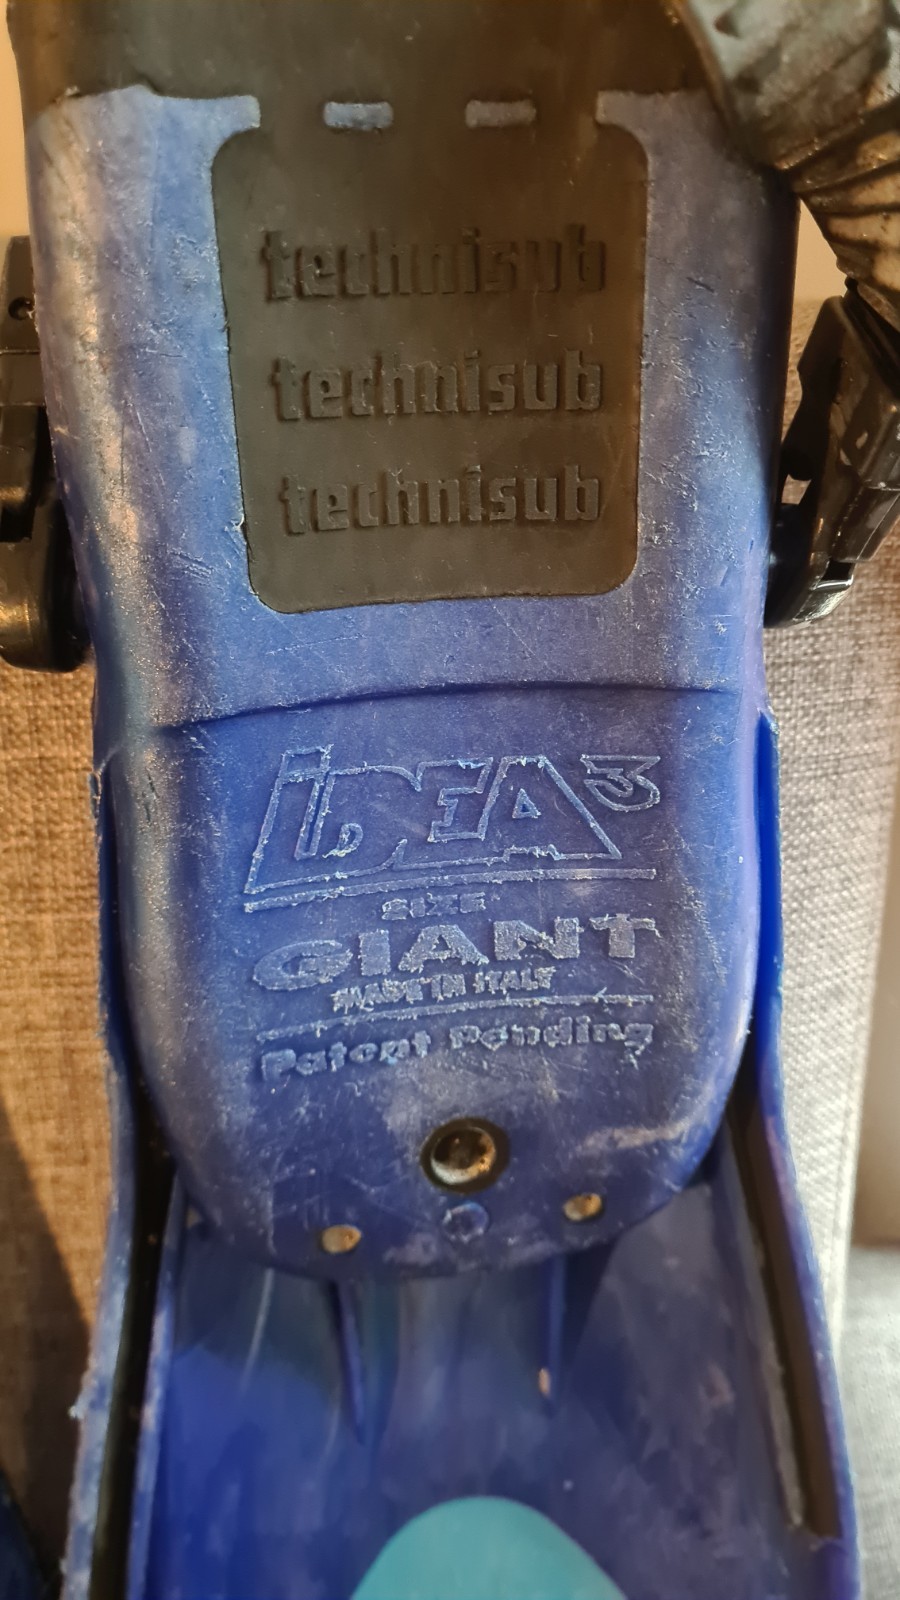 technisub
technisub
technisub
IDEA³
SIZE
GIANT
MADE IN ITALY
Patent Pending